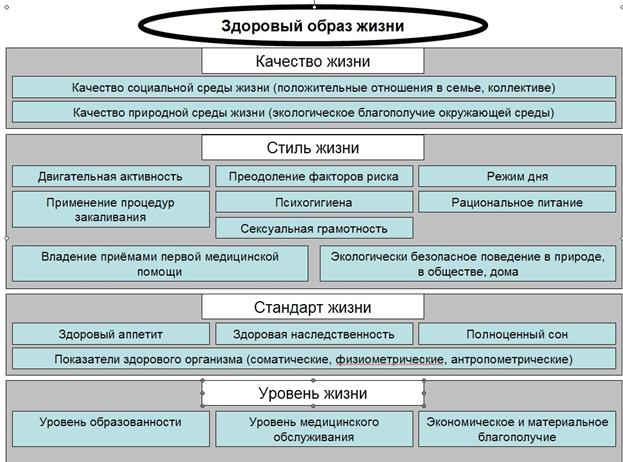 Здоровый образ жизни
Качество жизни
Качество социальной среды жизни (положительные отношения в семье, коллективе)
Качество природной среды жизни (экологическое благополучие окружающей среды)
Стиль жизни
Двигательная активность
Преодоление факторов риска
Режим дня
Применение процедур
закаливания
Психогигиена
Рациональное питание
Сексуальная грамотность
Владение приёмами первой медицинской
помощи
Экологически безопасное поведение в природе,
в обществе, дома
Стандарт жизни
Здоровый аппетит
Здоровая наследственность
Полноценный сон
Показатели здорового организма (соматические, физиометрические, антропометрические)
Уровень жизни
Уровень образованности
Уровень медицинского
обслуживания
Экономическое и материальное
благополучие